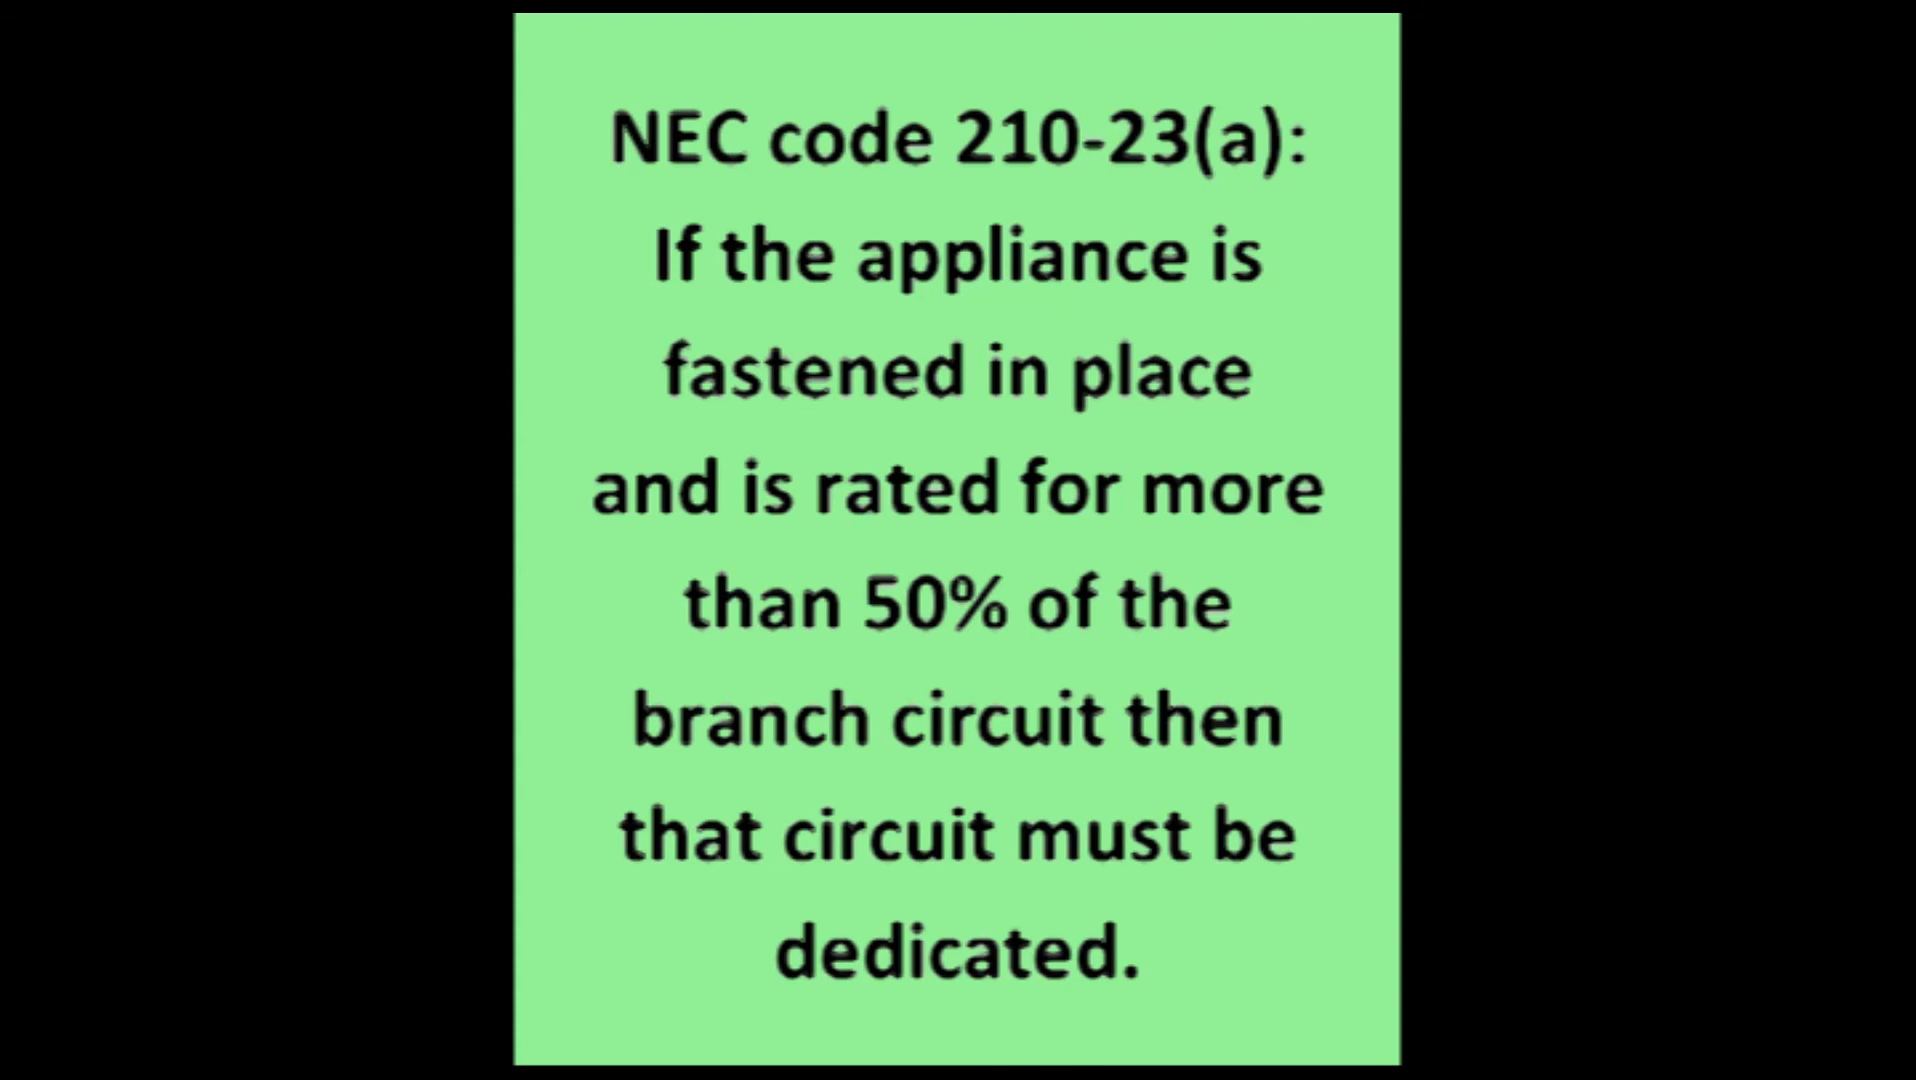 NEC code 210-23(a):
If the appliance is
fastened in place
and is rated for more
than 50% of the
branch circuit then
that circuit must be
dedicated.